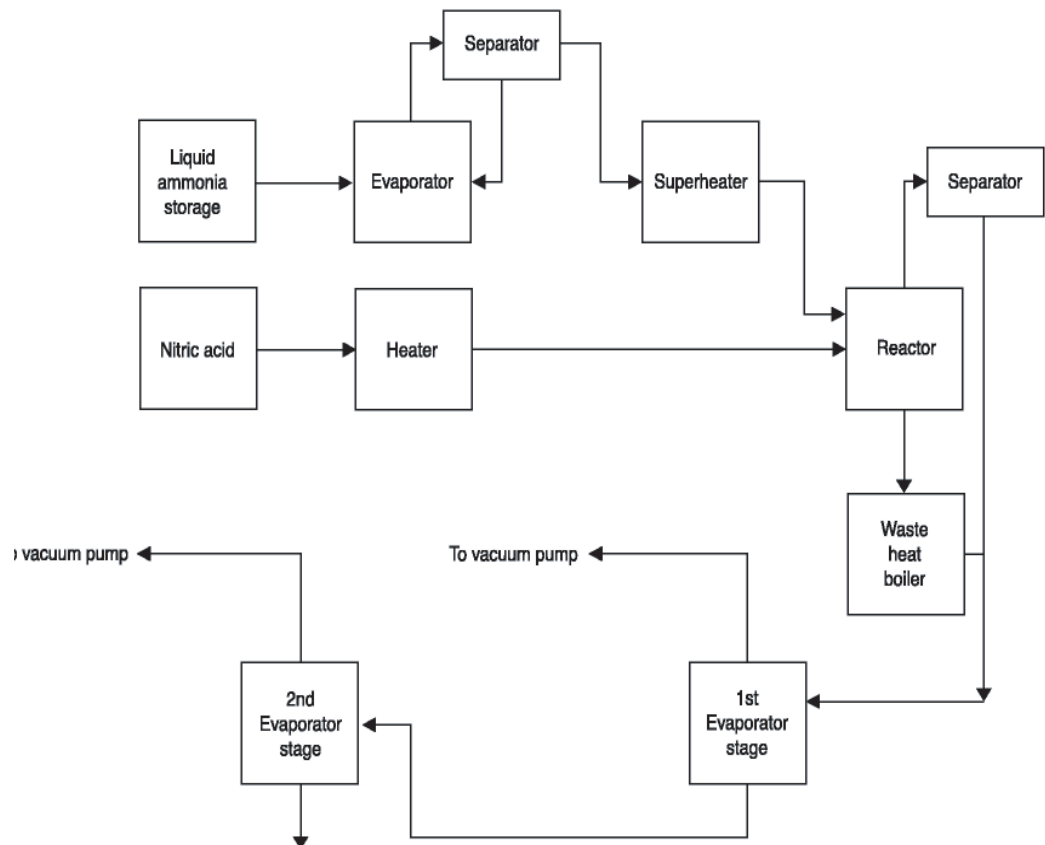 Separator
Liquid
ammonia
storage
Evaporator
Superheater
Separator
Nitric acid
Heater
Reactor
Waste
heat
boiler
vacuum pump
To vacuum pump
2nd
Evaporator
stage
1st
Evaporator
stage